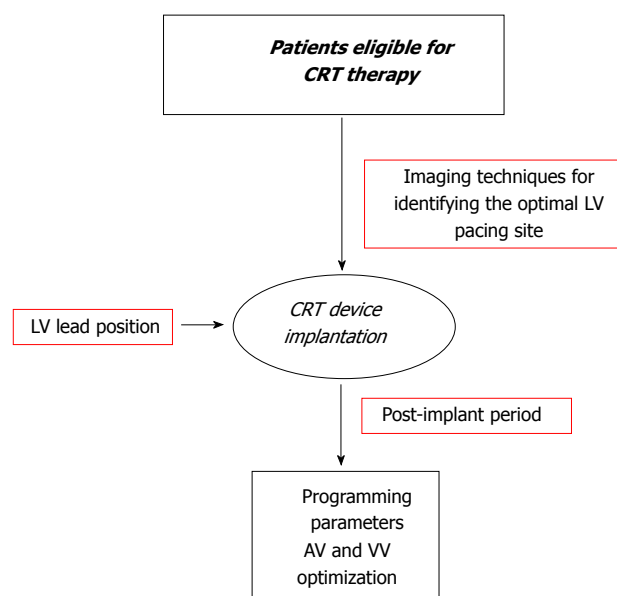 Patients eligible for
CRT therapy
Imaging techniques for
identifying the optimal LV
pacing site
CRT device
implantation
LV lead position
Post-implant period
Programming
parameters
AV and VV
optimization